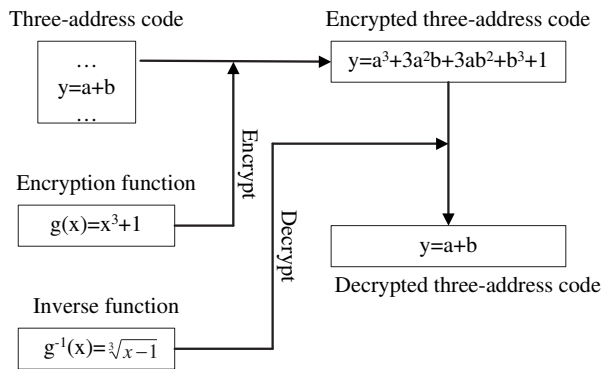 Three-address code
...
y=a+b
...
Encrypted three-address code
y=a³+3a²b+3ab²+b³+1
Encrypt
Encryption function
g(x)=x³+1
Decrypt
y=a+b
Decrypted three-address code
Inverse function
g⁻¹(x)=∛(x−1)